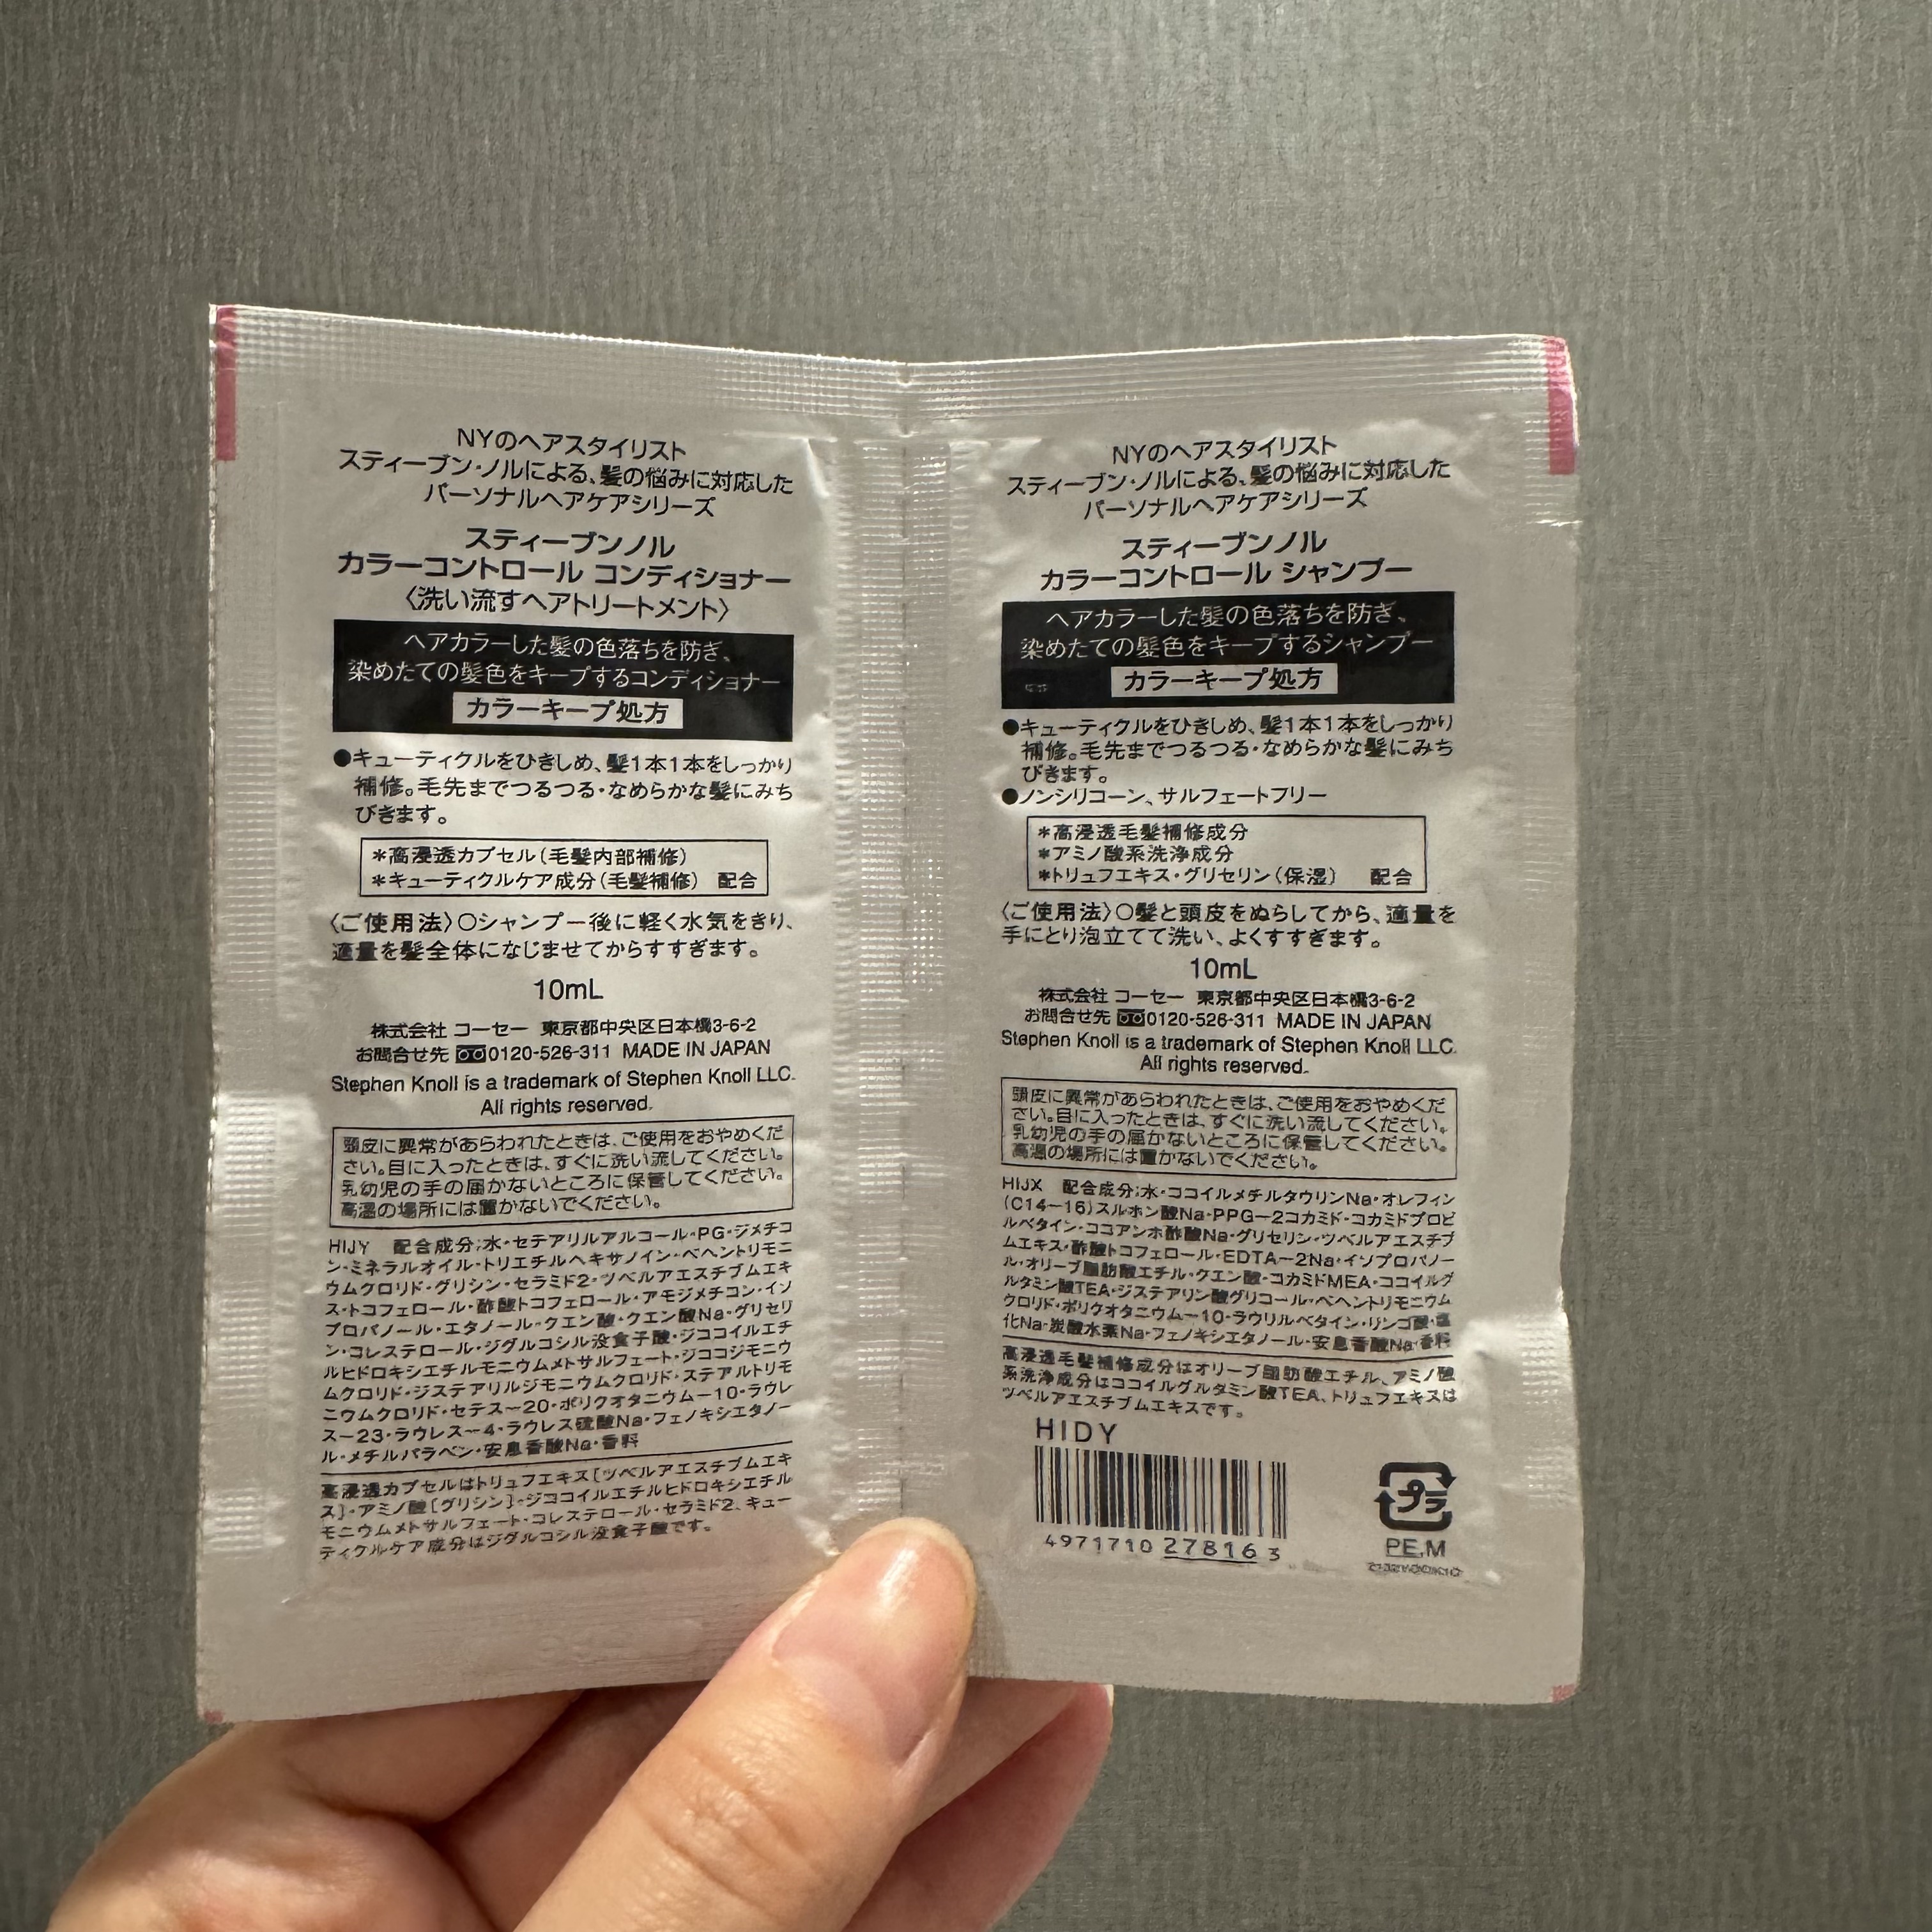 NYのヘアスタイリスト
スティーブン・ノルによる、髪の悩みに対応した
パーソナルヘアケアシリーズ
スティーブンノル
カラーコントロール コンディショナー
〈洗い流すヘアトリートメント〉
ヘアカラーした髪の色落ちを防ぎ、
染めたての髪色をキープするコンディショナー
カラーキープ処方
●キューティクルをひきしめ、髪1本1本をしっかり
補修。毛先までつるつる・なめらかな髪にみち
びきます。
＊高浸透カプセル(毛髪内部補修)
＊キューティクルケア成分(毛髪補修) 配合
〈ご使用法〉○シャンプー後に軽く水気をきり、
適量を髪全体になじませてからすすぎます。
10mL
株式会社 コーセー 東京都中央区日本橋3-6-2
お問合せ先 0120-526-311 MADE IN JAPAN
Stephen Knoll is a trademark of Stephen Knoll LLC.
All rights reserved.
頭皮に異常があらわれたときは、ご使用をおやめくだ
さい。目に入ったときは、すぐに洗い流してください。
乳幼児の手の届かないところに保管してください。
高温の場所には置かないでください。
HIJY 配合成分:水・セテアリルアルコール・PG・ジメチコ
ン・ミネラルオイル・トリエチルヘキサノイン・ベヘントリモニ
ウムクロリド・グリシン・セラミド2・ツベルアエスチブムエキ
ス・トコフェロール・酢酸トコフェロール・アモジメチコン・イソ
プロパノール・エタノール・クエン酸・クエン酸Na・グリセリ
ン・コレステロール・ジグルコシル没食子酸・ジココイルエチ
ルヒドロキシエチルモニウムメトサルフェート・ジココジモニウ
ムクロリド・ジステアリルジモニウムクロリド・ステアルトリモ
ニウムクロリド・セテス－20・ポリクオタニウム－10・ラウレ
ス－23・ラウレス－4・ラウレス硫酸Na・フェノキシエタノー
ル・メチルパラベン・安息香酸Na・香料
高浸透カプセルはトリュフエキス[ツベルアエスチブムエキ
ス]・アミノ酸[グリシン]・ジココイルエチルヒドロキシエチル
モニウムメトサルフェート・コレステロール・セラミド2、キュー
ティクルケア成分はジグルコシル没食子酸です。
NYのヘアスタイリスト
スティーブン・ノルによる、髪の悩みに対応した
パーソナルヘアケアシリーズ
スティーブンノル
カラーコントロール シャンプー
ヘアカラーした髪の色落ちを防ぎ、
染めたての髪色をキープするシャンプー
カラーキープ処方
●キューティクルをひきしめ、髪1本1本をしっかり
補修。毛先までつるつる・なめらかな髪にみち
びきます。
●ノンシリコーン、サルフェートフリー
＊高浸透毛髪補修成分
＊アミノ酸系洗浄成分
＊トリュフエキス・グリセリン(保湿) 配合
〈ご使用法〉○髪と頭皮をぬらしてから、適量を
手にとり泡立てて洗い、よくすすぎます。
10mL
株式会社 コーセー 東京都中央区日本橋3-6-2
お問合せ先 0120-526-311 MADE IN JAPAN
Stephen Knoll is a trademark of Stephen Knoll LLC.
All rights reserved.
頭皮に異常があらわれたときは、ご使用をおやめくだ
さい。目に入ったときは、すぐに洗い流してください。
乳幼児の手の届かないところに保管してください。
高温の場所には置かないでください。
HIJX 配合成分:水・ココイルメチルタウリンNa・オレフィン
(C14－16)スルホン酸Na・PPG－2コカミド・コカミドプロピ
ルベタイン・ココアンホ酢酸Na・グリセリン・ツベルアエスチブ
ムエキス・酢酸トコフェロール・EDTA－2Na・イソプロパノー
ル・オリーブ脂肪酸エチル・クエン酸・コカミドMEA・ココイルグ
ルタミン酸TEA・ジステアリン酸グリコール・ベヘントリモニウム
クロリド・ポリクオタニウム－10・ラウリルベタイン・リンゴ酸・塩
化Na・炭酸水素Na・フェノキシエタノール・安息香酸Na・香料
高浸透毛髪補修成分はオリーブ脂肪酸エチル、アミノ酸
系洗浄成分はココイルグルタミン酸TEA、トリュフエキスは
ツベルアエスチブムエキスです。
HIDY
4971710 278163
プラ
PE,M